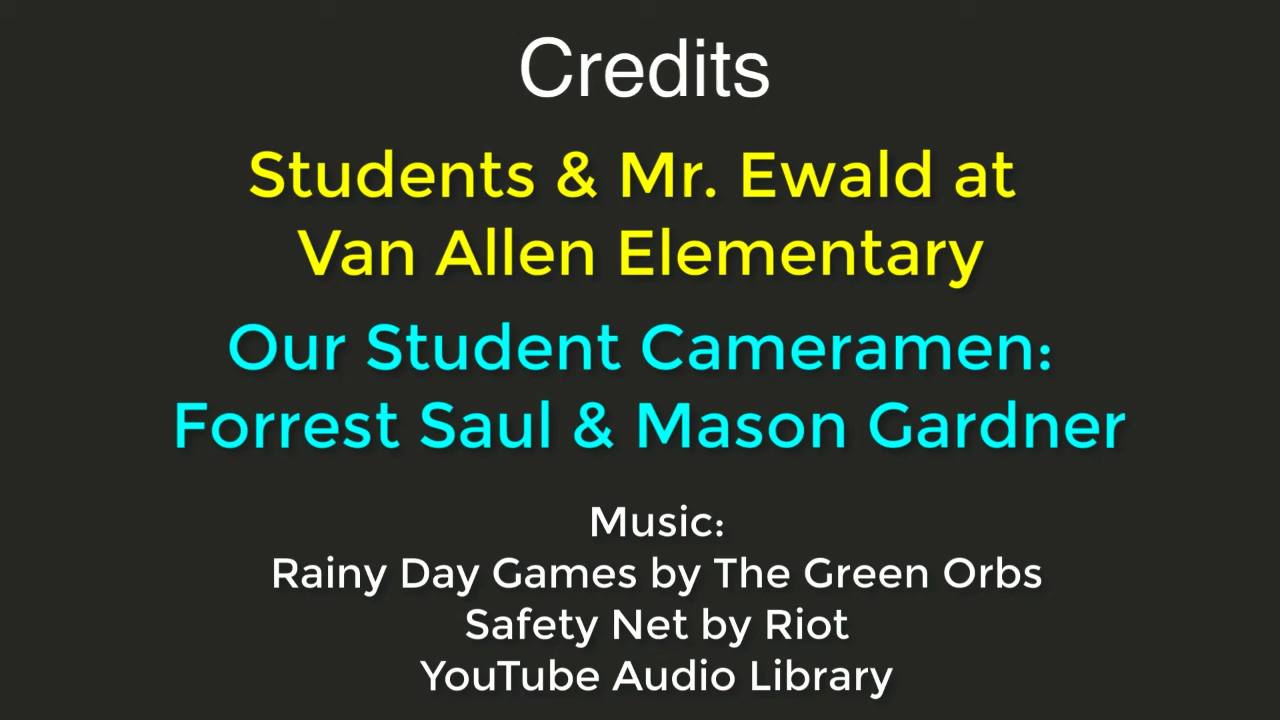 Credits
Students & Mr. Ewald at
Van Allen Elementary
Our Student Cameramen:
Forrest Saul & Mason Gardner
Music:
Rainy Day Games by The Green Orbs
Safety Net by Riot
YouTube Audio Library